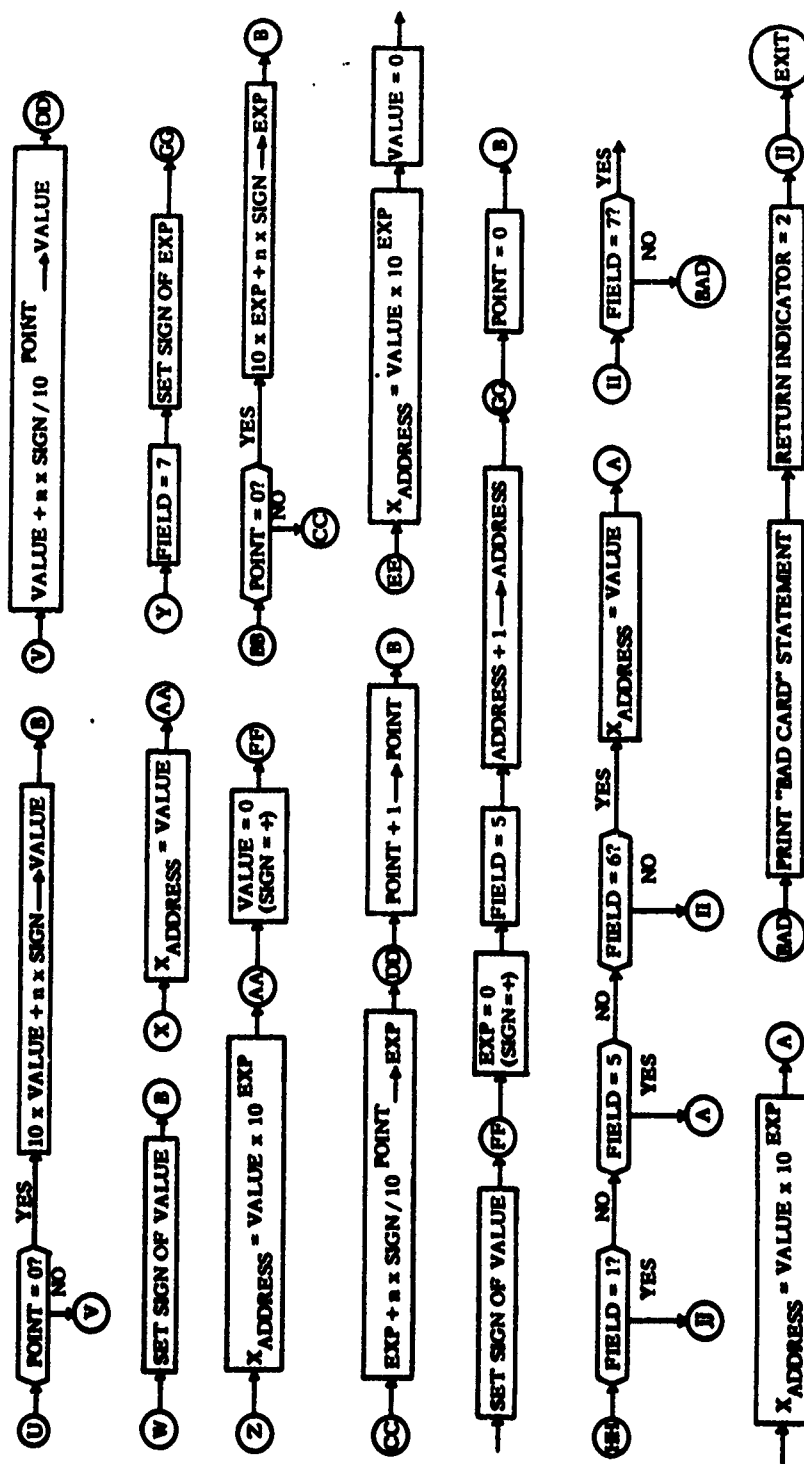 U POINT = 0? YES 10 x VALUE + n x SIGN → VALUE B V VALUE + n x SIGN / 10 POINT → VALUE DD
NO
V
W SET SIGN OF VALUE B X X ADDRESS = VALUE AA Y FIELD = 7 SET SIGN OF EXP GG
Z X ADDRESS = VALUE x 10 EXP AA VALUE = 0 FF BB POINT = 0? YES 10 x EXP + n x SIGN → EXP B
(SIGN = +) NO
CC
CC EXP + n x SIGN / 10 POINT → EXP DD POINT + 1 → POINT B EE X ADDRESS = VALUE x 10 EXP VALUE = 0
SET SIGN OF VALUE FF EXP = 0 FIELD = 5 ADDRESS + 1 → ADDRESS GG POINT = 0 B
(SIGN = +)
HH FIELD = 1? NO FIELD = 5 NO FIELD = 6? YES X ADDRESS = VALUE A II FIELD = 7? YES
YES YES NO NO
JJ A II BAD
X ADDRESS = VALUE x 10 EXP A BAD PRINT "BAD CARD" STATEMENT RETURN INDICATOR = 2 JJ EXIT